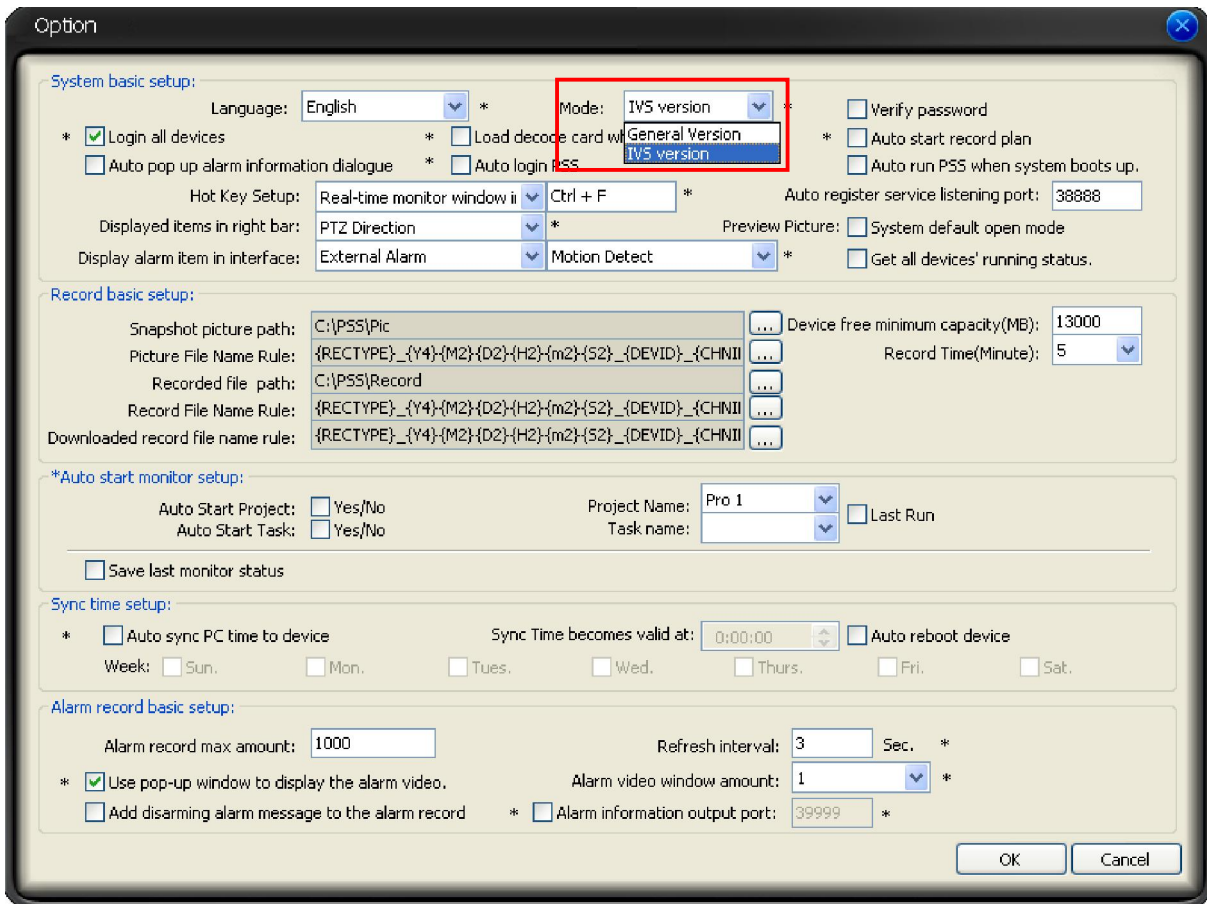 Option
System basic setup:
Language: English * Mode: IVS version * Verify password
* Login all devices * Load decode card wh General Version * Auto start record plan
Auto pop up alarm information dialogue * Auto login PSS IVS version Auto run PSS when system boots up.
Hot Key Setup: Real-time monitor window i Ctrl + F * Auto register service listening port: 38888
Displayed items in right bar: PTZ Direction * Preview Picture: System default open mode
Display alarm item in interface: External Alarm Motion Detect * Get all devices' running status.
Record basic setup:
Snapshot picture path: C:\PSS\Pic ... Device free minimum capacity(MB): 13000
Picture File Name Rule: {RECTYPE}_{Y4}-{M2}{D2}-{H2}-{m2}-{S2}_{DEVID}_{CHNI ... Record Time(Minute): 5
Recorded file path: C:\PSS\Record ...
Record File Name Rule: {RECTYPE}_{Y4}-{M2}{D2}-{H2}-{m2}-{S2}_{DEVID}_{CHNI ...
Downloaded record file name rule: {RECTYPE}_{Y4}-{M2}{D2}-{H2}-{m2}-{S2}_{DEVID}_{CHNI ...
*Auto start monitor setup:
Auto Start Project: Yes/No Project Name: Pro 1 Last Run
Auto Start Task: Yes/No Task name:
Save last monitor status
Sync time setup:
* Auto sync PC time to device Sync Time becomes valid at: 0:00:00 Auto reboot device
Week: Sun. Mon. Tues. Wed. Thurs. Fri. Sat.
Alarm record basic setup:
Alarm record max amount: 1000 Refresh interval: 3 Sec. *
* Use pop-up window to display the alarm video. Alarm video window amount: 1 *
Add disarming alarm message to the alarm record * Alarm information output port: 39999 *
OK Cancel